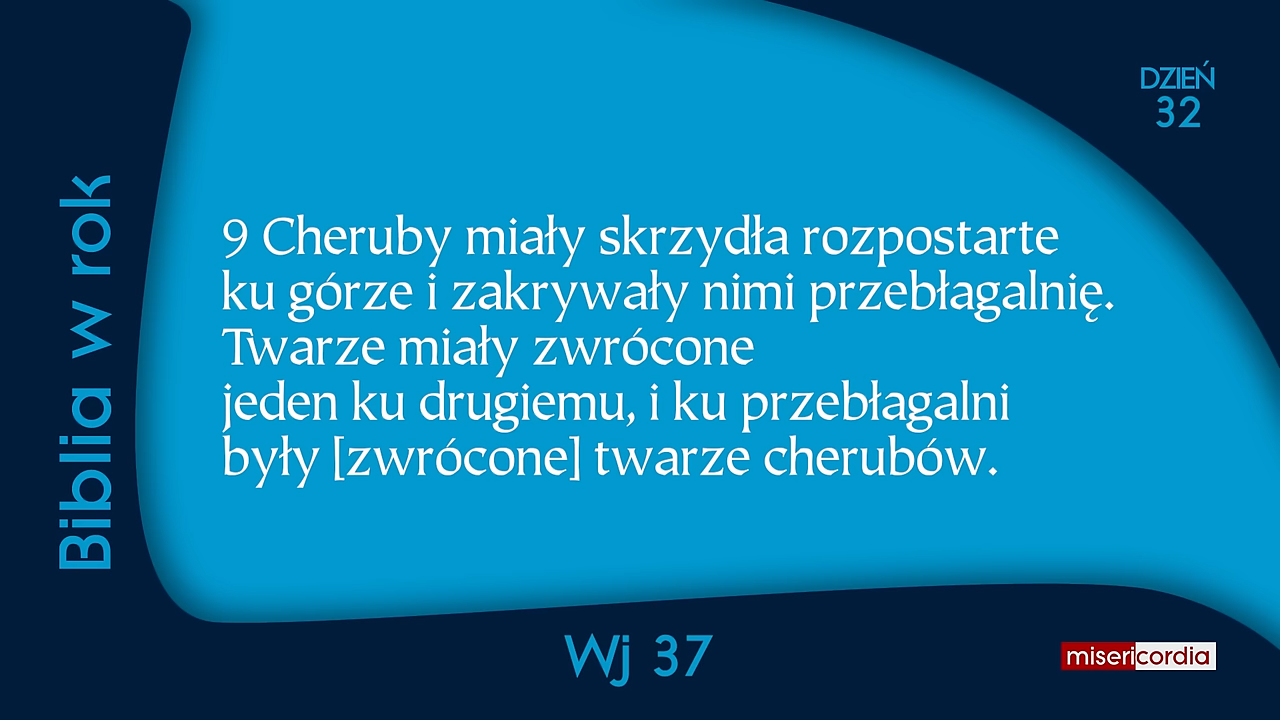 DZIEŃ
32
Biblia w rok
9 Cheruby miały skrzydła rozpostarte
ku górze i zakrywały nimi przebłagalnię.
Twarze miały zwrócone
jeden ku drugiemu, i ku przebłagalni
były [zwrócone] twarze cherubów.
Wj 37
misericordia